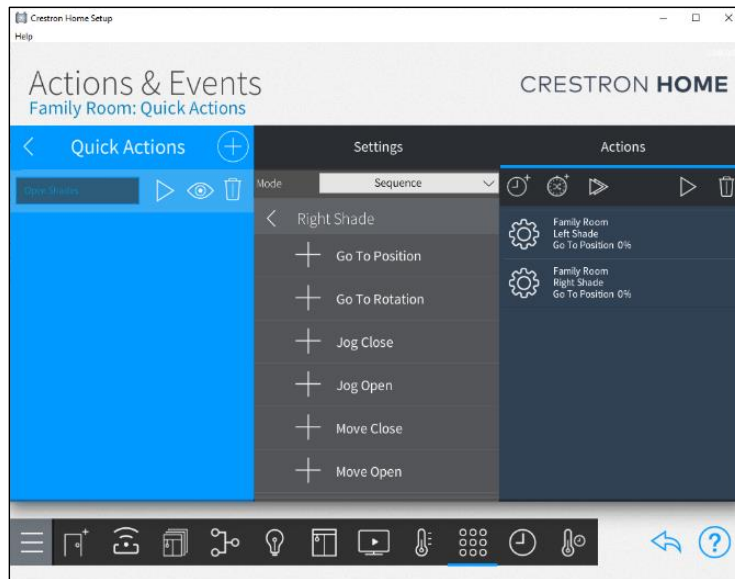 Crestron Home Setup
Help
Actions & Events
CRESTRON HOME
Family Room: Quick Actions
Quick Actions
Open Shades
Settings
Mode
Sequence
Right Shade
Go To Position
Go To Rotation
Jog Close
Jog Open
Move Close
Move Open
Actions
Family Room
Left Shade
Go To Position 0%
Family Room
Right Shade
Go To Position 0%